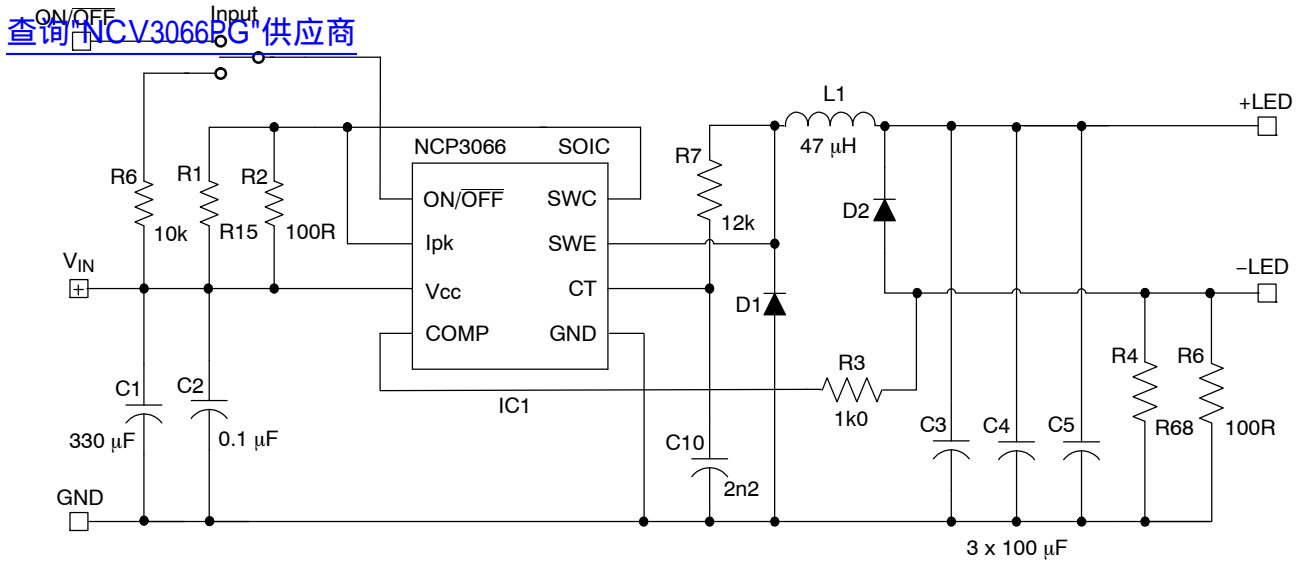 ON/OFF
Input
查询"NCV3066PG"供应商
L1
+LED
NCP3066
SOIC
47 μH
R7
R6
R1
R2
ON/OFF
SWC
D2
10k
R15
100R
12k
Ipk
SWE
VIN
−LED
+
Vcc
CT
D1
COMP
GND
R3
R4
R6
C1
C2
IC1
1k0
C3
C4
C5
R68
100R
330 μF
0.1 μF
C10
2n2
GND
3 x 100 μF